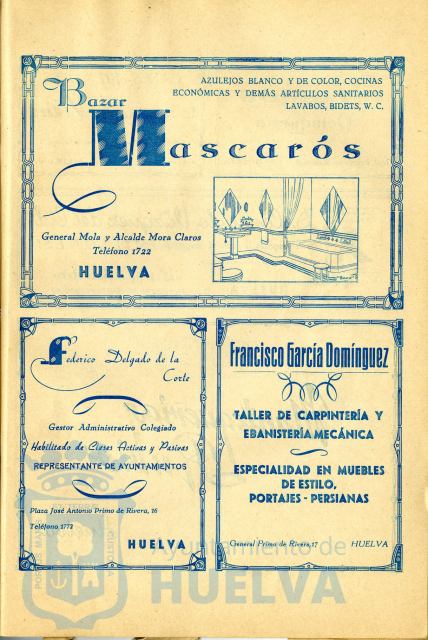 Bazar
Mascarós
AZULEJOS BLANCO Y DE COLOR, COCINAS
ECONÓMICAS Y DEMÁS ARTÍCULOS SANITARIOS
LAVABOS, BIDETS, W. C.
General Mola y Alcalde Mora Claros
Teléfono 1722
HUELVA
Federico Delgado de la
Corte
Gestor Administrativo Colegiado
Habilitado de Clases Activas y Pasivas
REPRESENTANTE DE AYUNTAMIENTOS
Plaza José Antonio Primo de Rivera, 16
Teléfono 1772
HUELVA
Francisco García Domínguez
TALLER DE CARPINTERÍA Y
EBANISTERÍA MECÁNICA
ESPECIALIDAD EN MUEBLES
DE ESTILO,
PORTAJES - PERSIANAS
General Primo de Rivera, 17 HUELVA
Ayuntamiento de
HUELVA